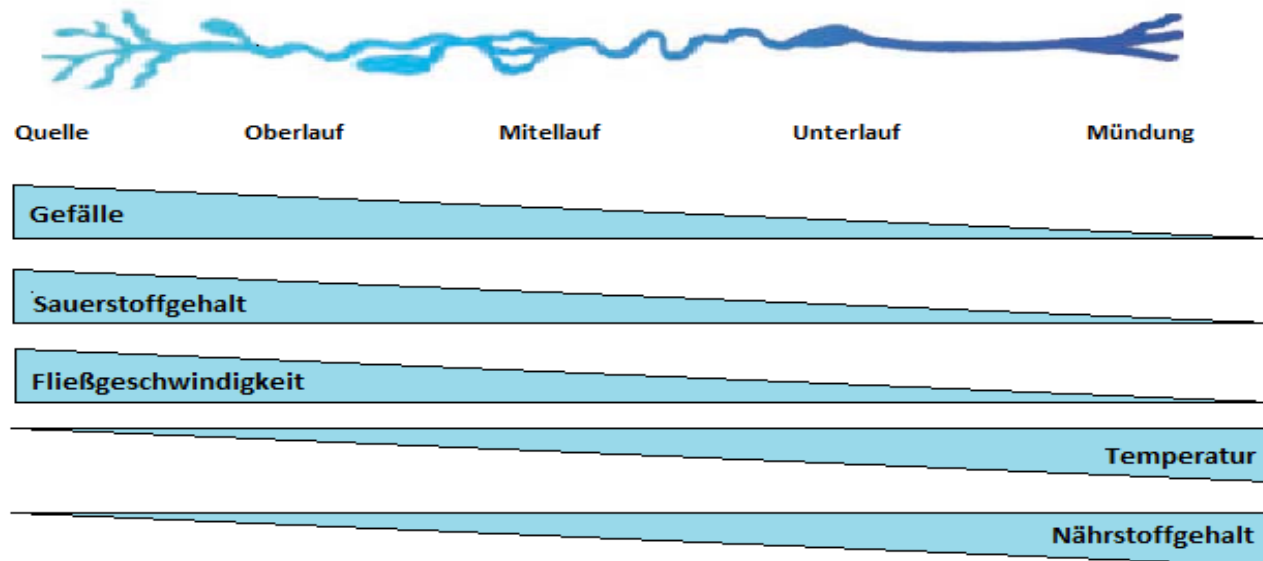 Quelle Oberlauf Mitellauf Unterlauf Mündung
Gefälle
Sauerstoffgehalt
Fließgeschwindigkeit
Temperatur
Nährstoffgehalt